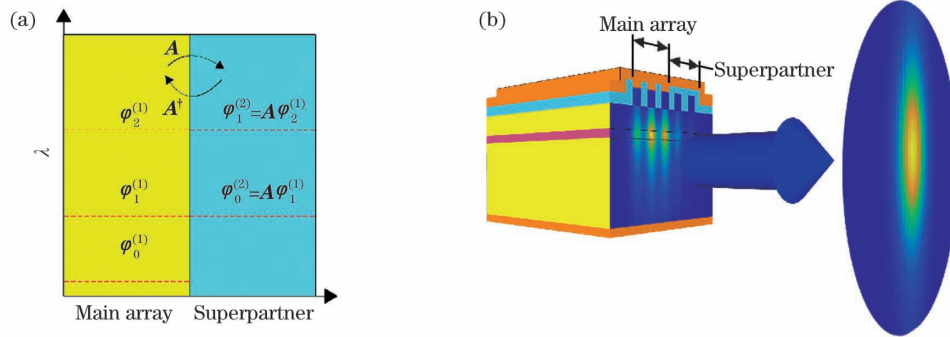 (a)
λ
A
A†
φ₂⁽¹⁾
φ₁⁽²⁾=Aφ₂⁽¹⁾
φ₁⁽¹⁾
φ₀⁽²⁾=Aφ₁⁽¹⁾
φ₀⁽¹⁾
Main array
Superpartner
(b)
Main array
Superpartner